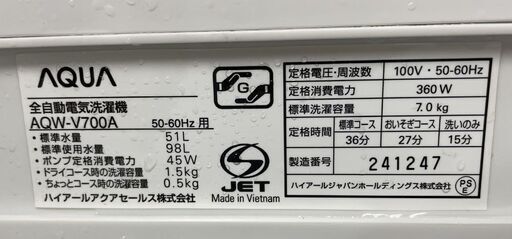 AQUA
全自動電気洗濯機
AQW-V700A 50-60Hz 用
・標準水量 51L
・標準使用水量 98L
・ポンプ定格消費電力 45W
・ドライコース時の洗濯容量 1.5kg
・ちょっとコース時の洗濯容量 0.5kg
ハイアールアクアセールス株式会社
G
S
JET
Made in Vietnam
定格電圧・周波数 100V・50-60Hz
定格消費電力 360W
標準洗濯容量 7.0kg
定格時間 標準コース おいそぎコース 洗いのみ
36分 27分 15分
製造番号 241247
ハイアールジャパンホールディングス株式会社
PS
E